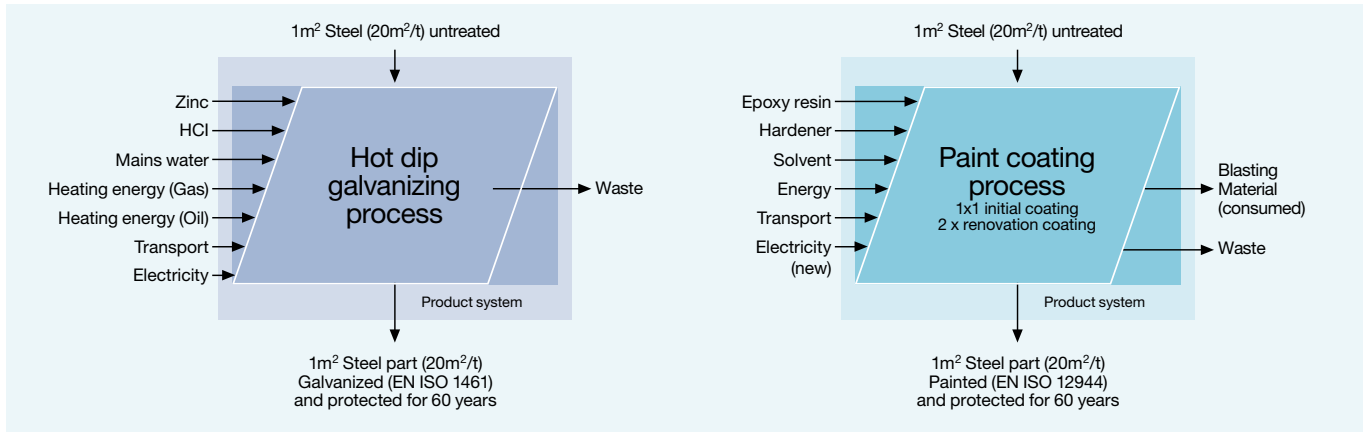 1m² Steel (20m²/t) untreated
Zinc
HCl
Mains water
Heating energy (Gas)
Heating energy (Oil)
Transport
Electricity
Hot dip
galvanizing
process
Waste
Product system
1m² Steel part (20m²/t)
Galvanized (EN ISO 1461)
and protected for 60 years
1m² Steel (20m²/t) untreated
Epoxy resin
Hardener
Solvent
Energy
Transport
Electricity
(new)
Paint coating
process
1x1 initial coating
2 x renovation coating
Blasting
Material
(consumed)
Waste
Product system
1m² Steel part (20m²/t)
Painted (EN ISO 12944)
and protected for 60 years